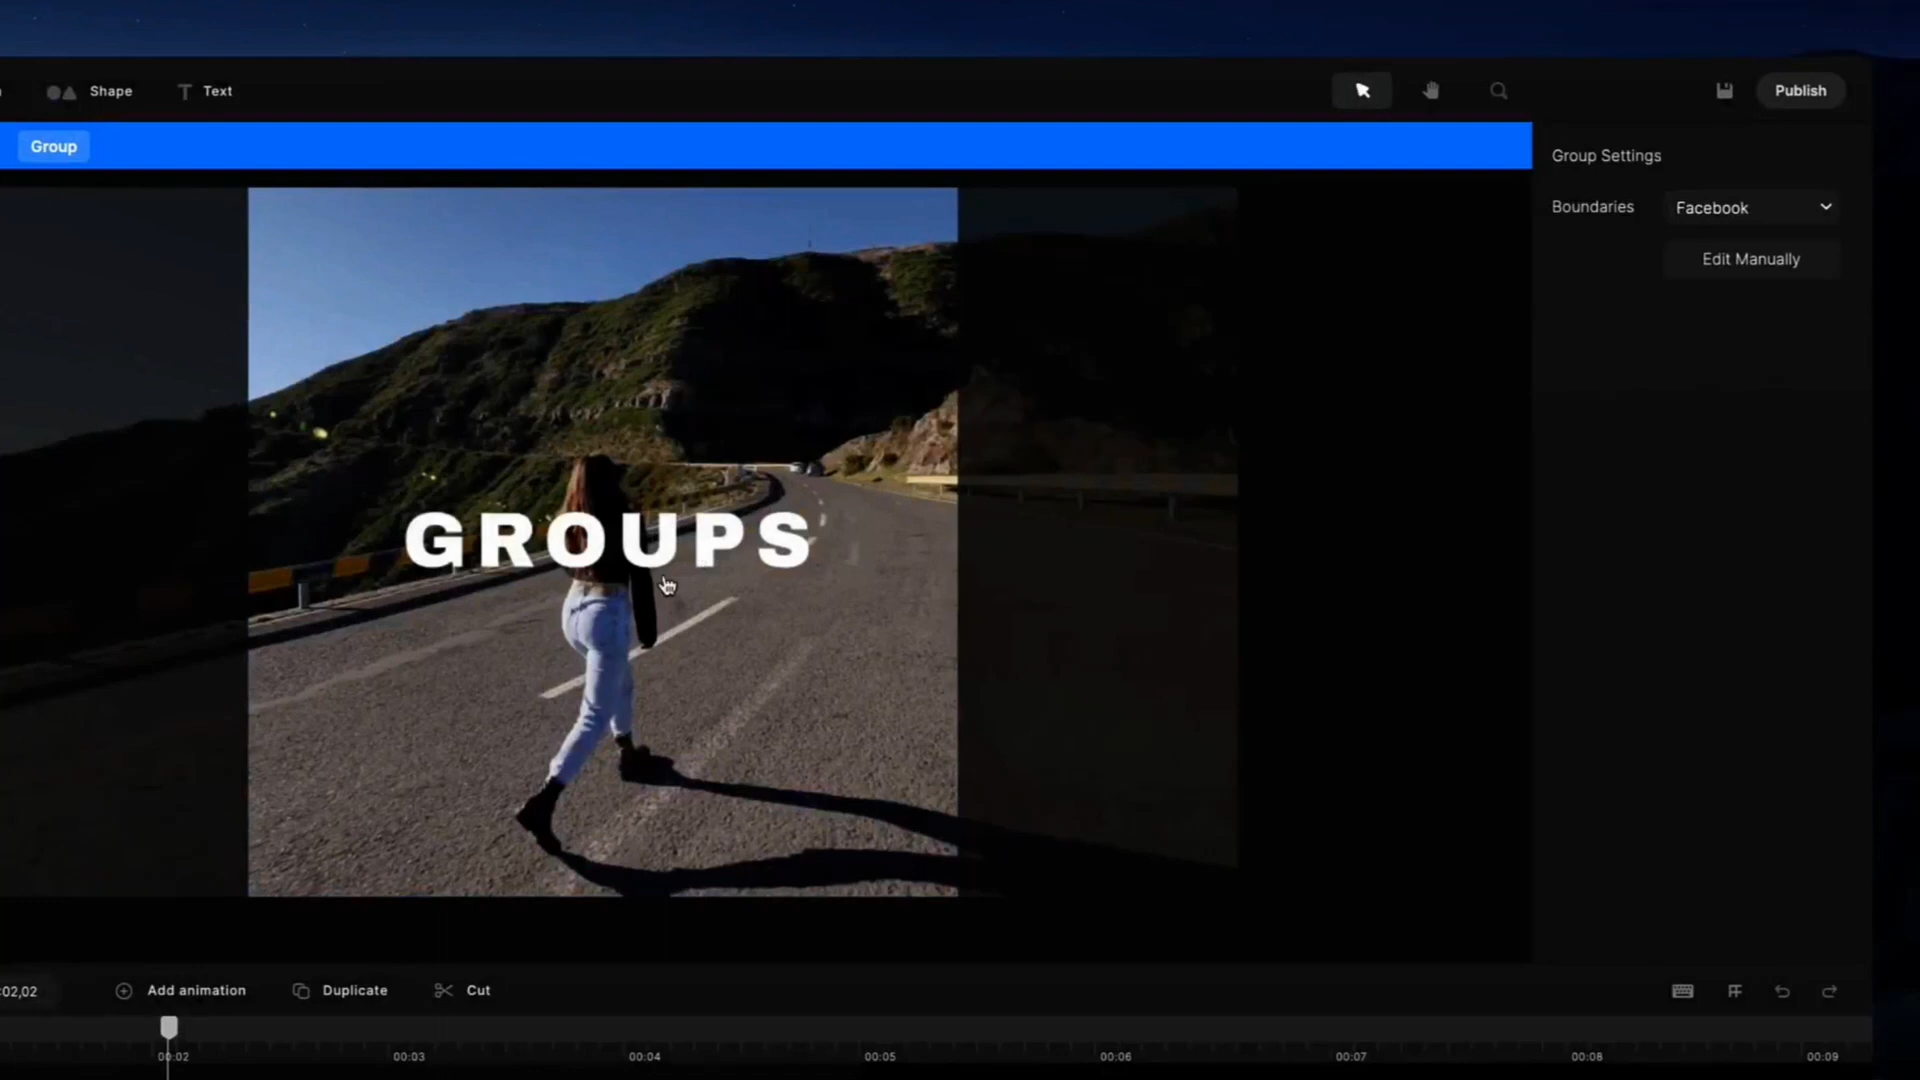 Shape
Text
Publish
Group
Group Settings
Boundaries
Facebook
Edit Manually
GROUPS
:02,02
Add animation
Duplicate
Cut
00:02
00:03
00:04
00:05
00:06
00:07
00:08
00:09